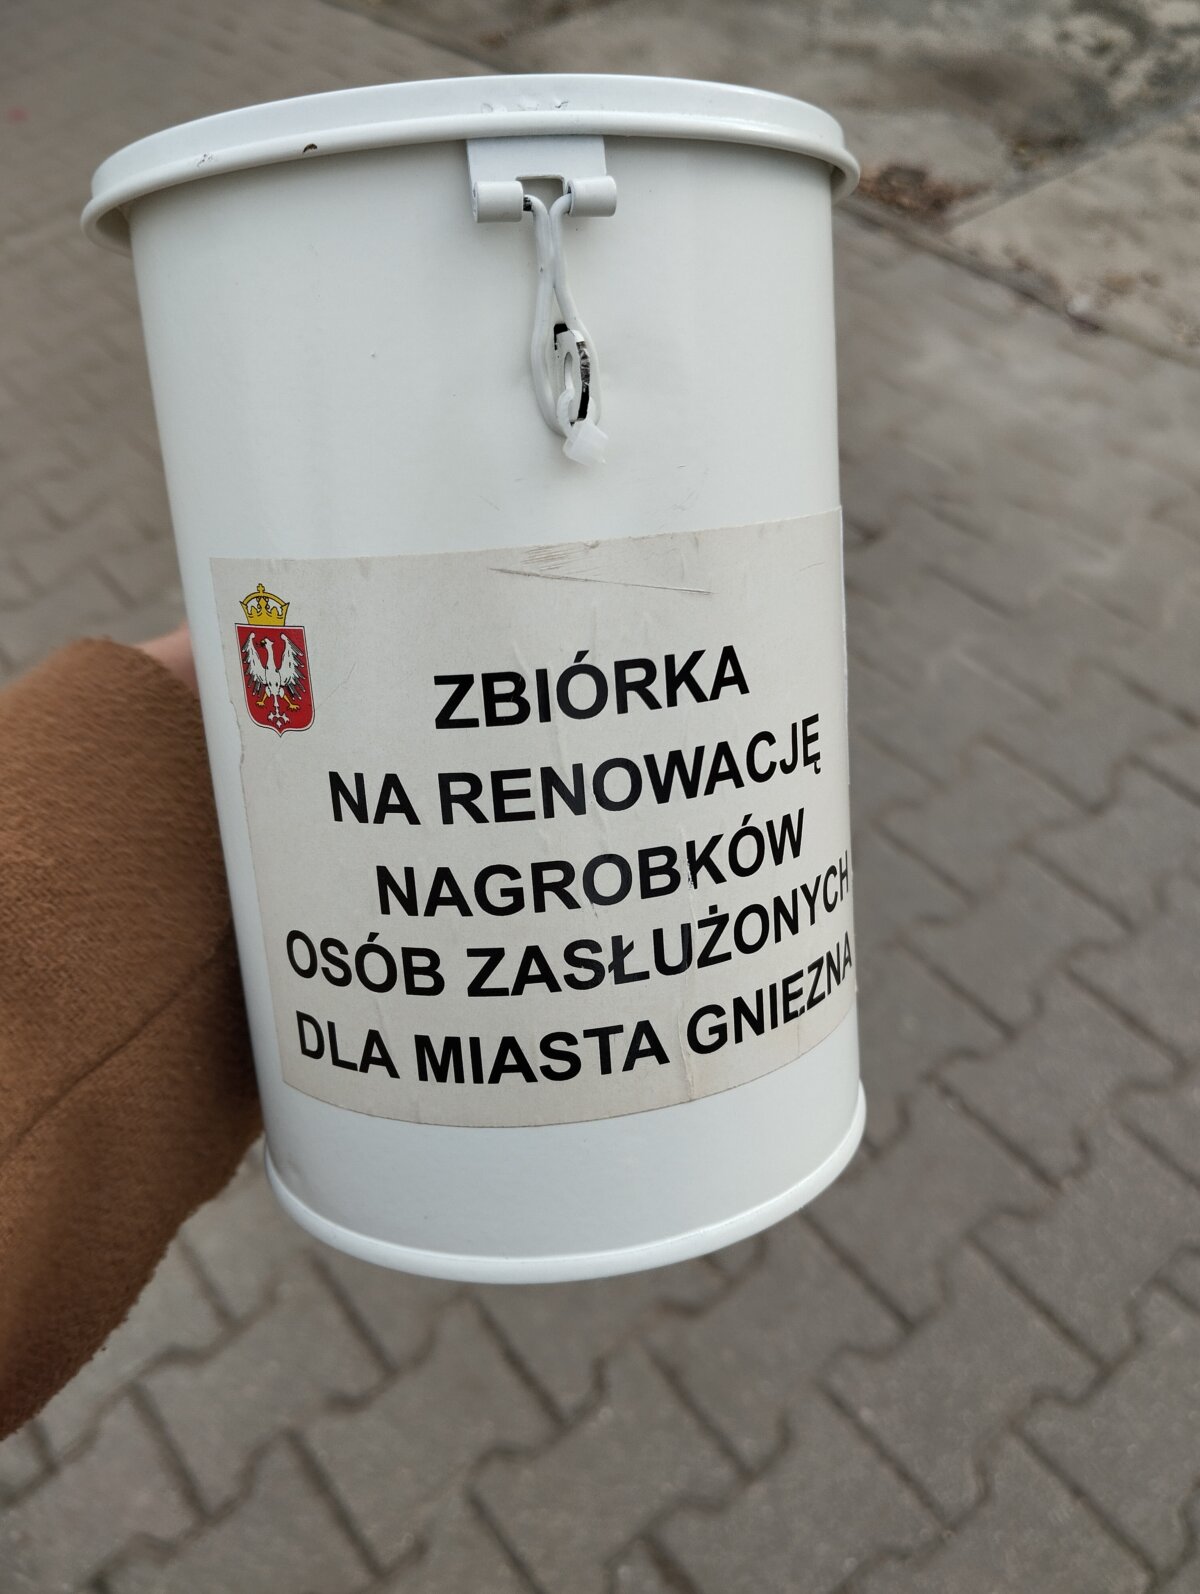 ZBIÓRKA
NA RENOWACJĘ
NAGROBKÓW
OSÓB ZASŁUŻONYCH
DLA MIASTA GNIEZNA